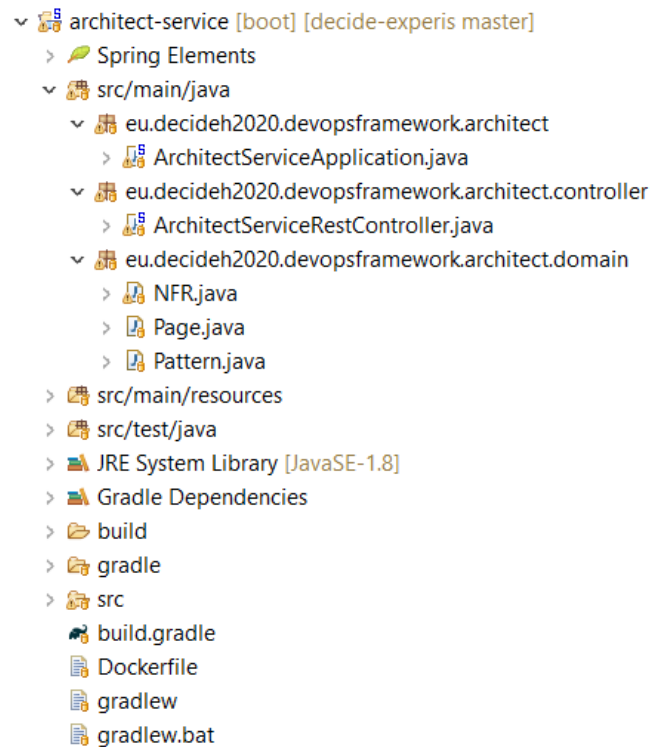 architect-service [boot] [decide-experis master]
Spring Elements
src/main/java
eu.decideh2020.devopsframework.architect
ArchitectServiceApplication.java
eu.decideh2020.devopsframework.architect.controller
ArchitectServiceRestController.java
eu.decideh2020.devopsframework.architect.domain
NFR.java
Page.java
Pattern.java
src/main/resources
src/test/java
JRE System Library [JavaSE-1.8]
Gradle Dependencies
build
gradle
src
build.gradle
Dockerfile
gradlew
gradlew.bat